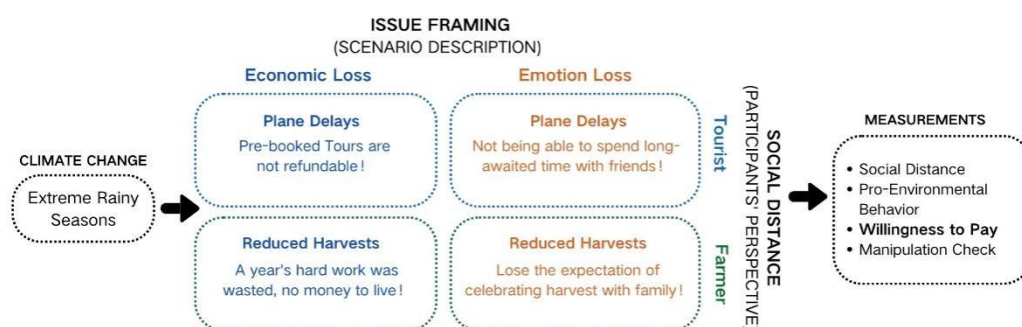 ISSUE FRAMING
(SCENARIO DESCRIPTION)
Economic Loss
Emotion Loss
CLIMATE CHANGE
Extreme Rainy
Seasons
Plane Delays
Pre-booked Tours are
not refundable!
Plane Delays
Not being able to spend long-
awaited time with friends!
Tourist
Reduced Harvests
A year's hard work was
wasted, no money to live!
Reduced Harvests
Lose the expectation of
celebrating harvest with family!
Farmer
SOCIAL DISTANCE
(PARTICIPANTS' PERSPECTIVE)
MEASUREMENTS
• Social Distance
• Pro-Environmental
Behavior
• Willingness to Pay
• Manipulation Check